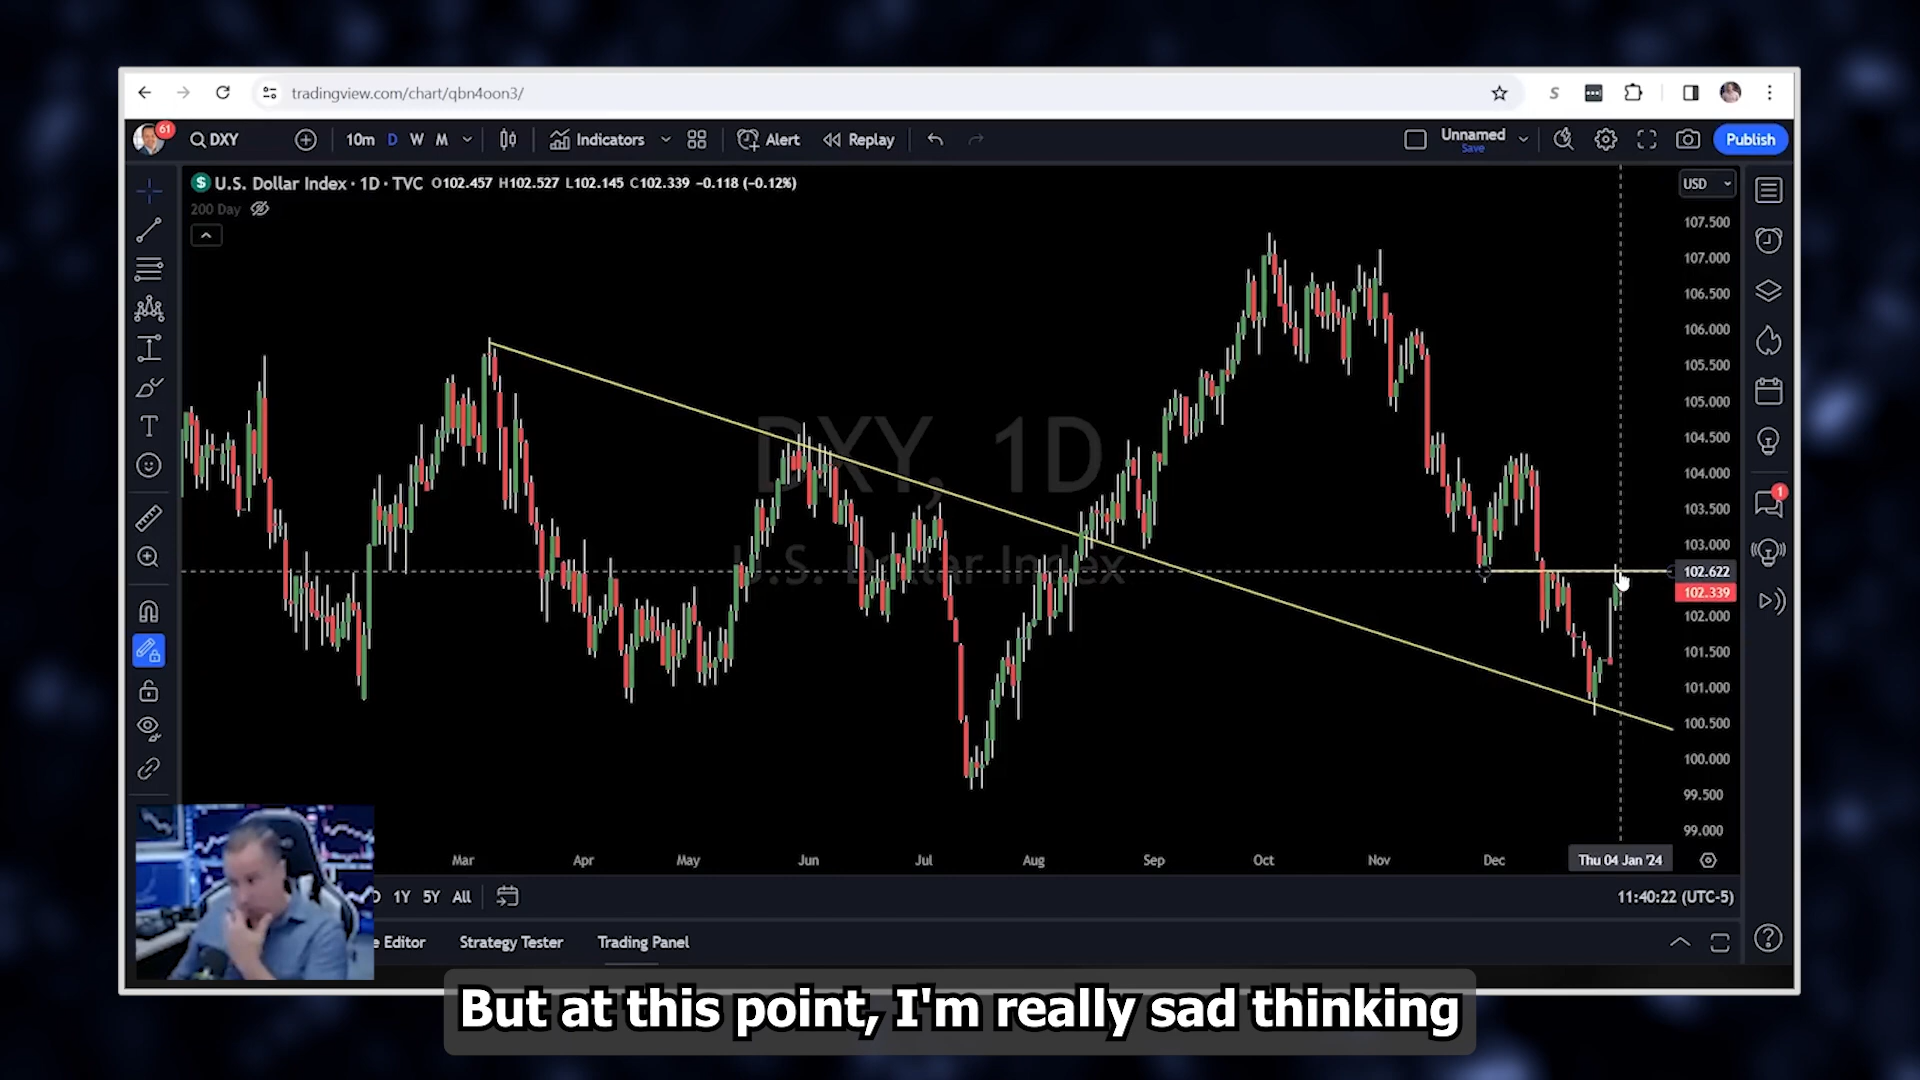 tradingview.com/chart/qbn4oon3/
61
DXY
10m D W M
Indicators
Alert
Replay
Unnamed
Save
Publish
U.S. Dollar Index · 1D · TVC O102.457 H102.527 L102.145 C102.339 −0.118 (−0.12%)
USD
200 Day
107.500
107.000
106.500
106.000
105.500
105.000
104.500
104.000
103.500
103.000
102.622
102.339
102.000
101.500
101.000
100.500
100.000
99.500
99.000
DXY, 1D
U.S. Dollar Index
1
Mar Apr May Jun Jul Aug Sep Oct Nov Dec Thu 04 Jan '24
1Y 5Y All
11:40:22 (UTC-5)
e Editor Strategy Tester Trading Panel
But at this point, I'm really sad thinking